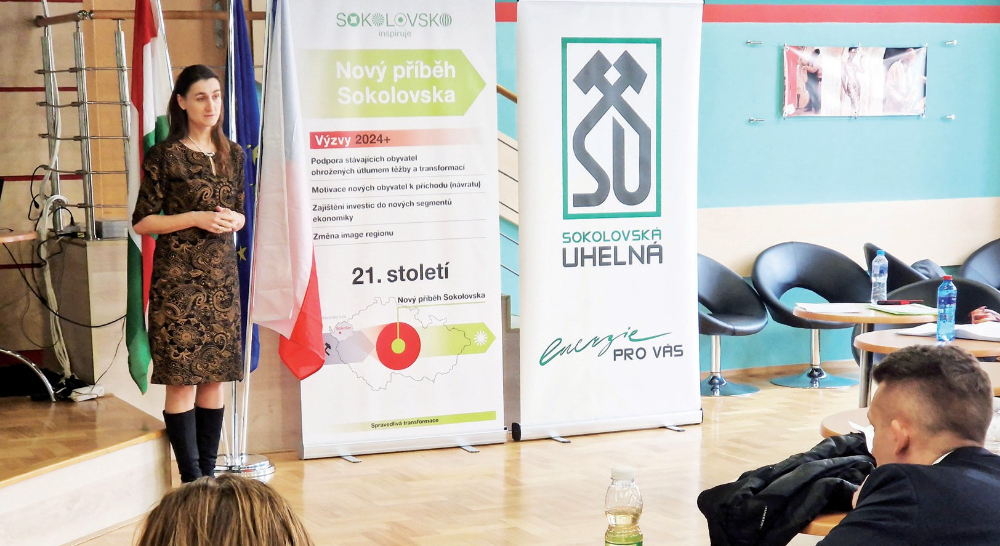 SOKOLOVSKO
inspiruje
Nový příběh
Sokolovska
Výzvy 2024+
Podpora stávajících obyvatel
ohrožených útlumem těžby a transformací
Motivace nových obyvatel k příchodu (návratu)
Zajištění investic do nových segmentů
ekonomiky
Změna image regionu
21. století
Nový příběh Sokolovska
Sokolov
Spravedlivá transformace
SU
SOKOLOVSKÁ
UHELNÁ
energie
PRO VÁS